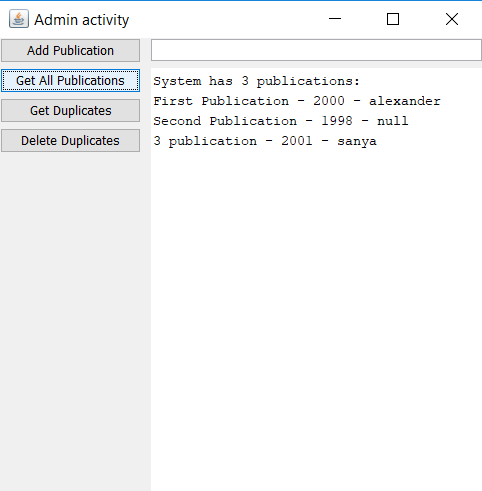 Admin activity
Add Publication
Get All Publications
Get Duplicates
Delete Duplicates
System has 3 publications:
First Publication - 2000 - alexander
Second Publication - 1998 - null
3 publication - 2001 - sanya